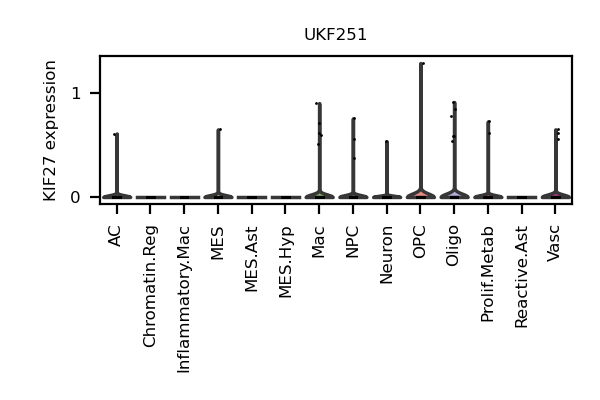 UKF251
KIF27 expression
1
0
AC
Chromatin.Reg
Inflammatory.Mac
MES
MES.Ast
MES.Hyp
Mac
NPC
Neuron
OPC
Oligo
Prolif.Metab
Reactive.Ast
Vasc